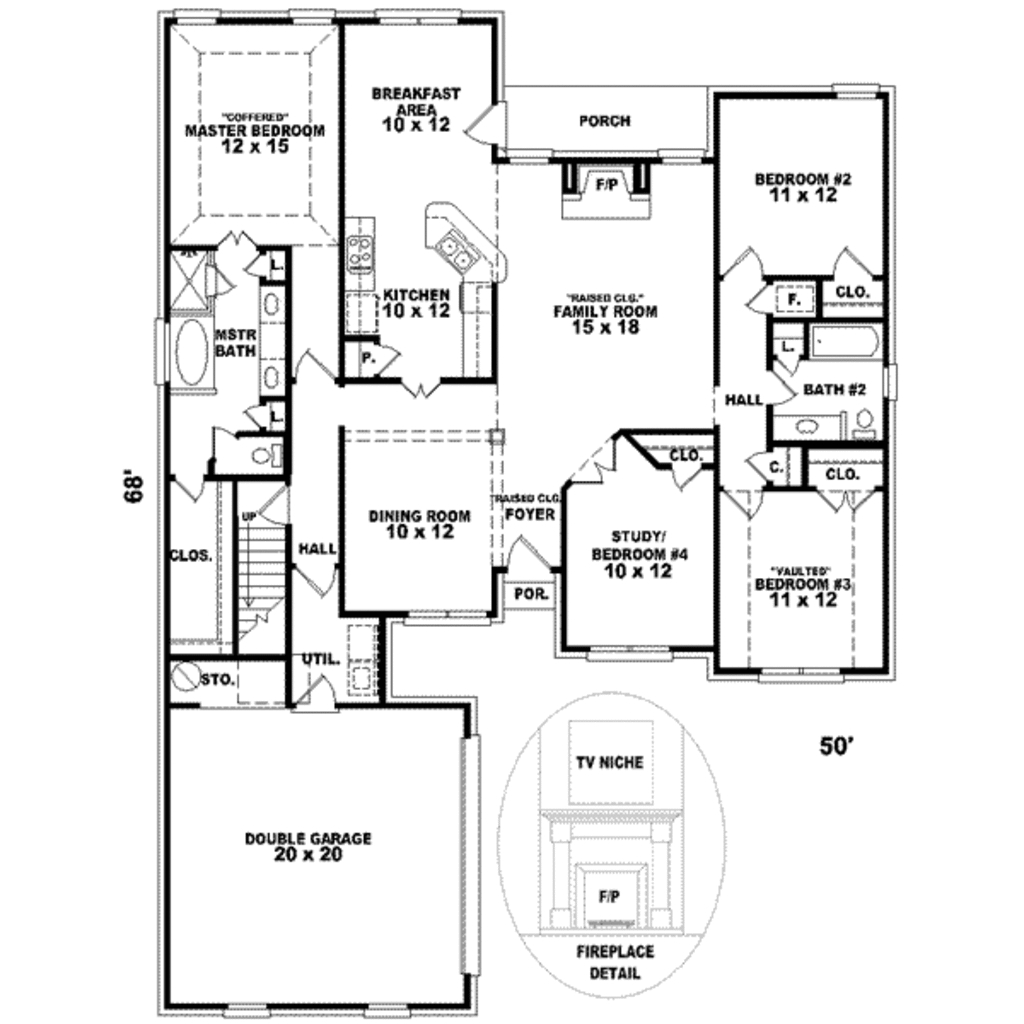 "COFFERED"
MASTER BEDROOM
12 x 15
BREAKFAST
AREA
10 x 12
PORCH
F/P
BEDROOM #2
11 x 12
L.
KITCHEN
10 x 12
"RAISED CLG."
FAMILY ROOM
15 x 18
F.
CLO.
MSTR
BATH
P.
L.
BATH #2
HALL
L.
CLO.
C.
CLO.
68'
UP
CLOS.
HALL
DINING ROOM
10 x 12
"RAISED CLG."
FOYER
STUDY/
BEDROOM #4
10 x 12
"VAULTED"
BEDROOM #3
11 x 12
POR.
UTIL.
STO.
50'
TV NICHE
DOUBLE GARAGE
20 x 20
F/P
FIREPLACE
DETAIL